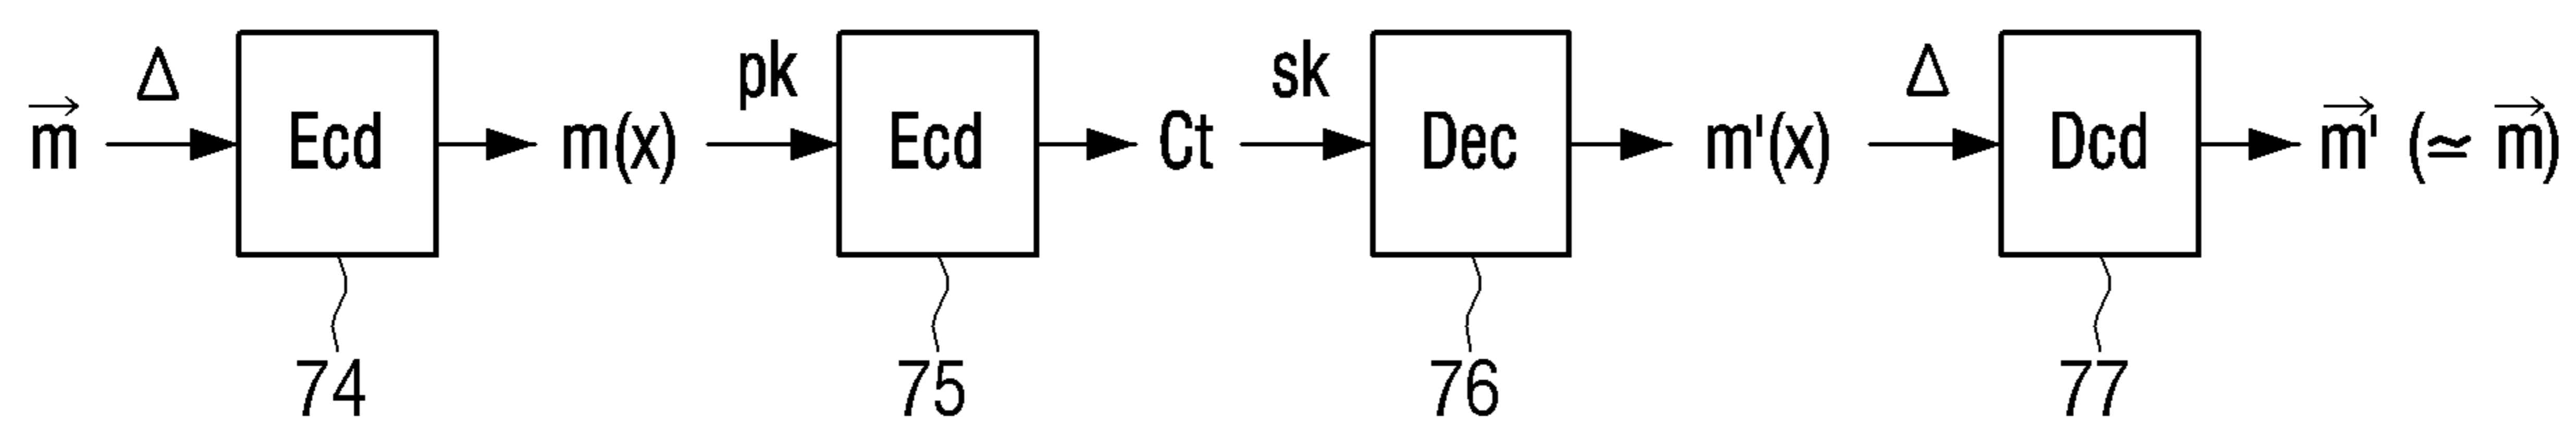 Δ pk sk Δ
m⃗ Ecd m(x) Ecd Ct Dec m'(x) Dcd m⃗' (≃ m⃗)
74 75 76 77